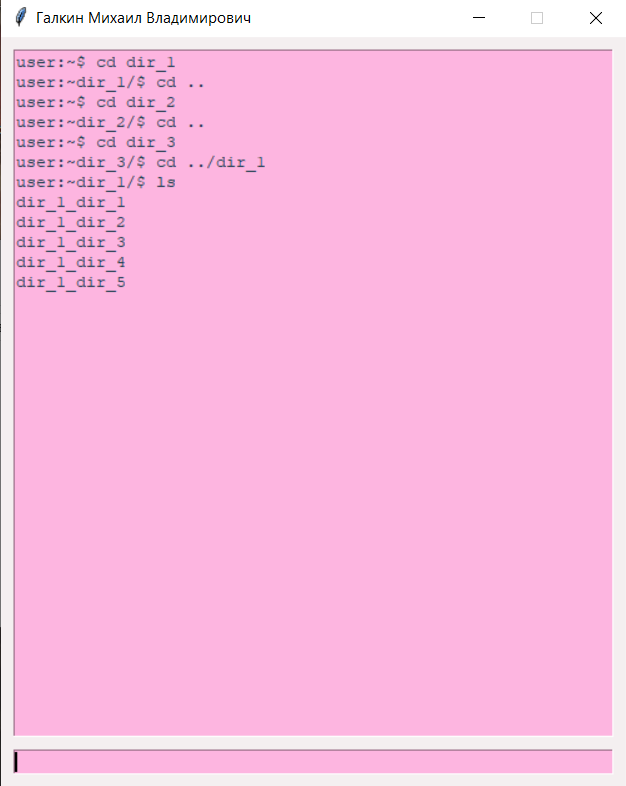 Галкин Михаил Владимирович
user:~$ cd dir_1
user:~dir_1/$ cd ..
user:~$ cd dir_2
user:~dir_2/$ cd ..
user:~$ cd dir_3
user:~dir_3/$ cd ../dir_1
user:~dir_1/$ ls
dir_1_dir_1
dir_1_dir_2
dir_1_dir_3
dir_1_dir_4
dir_1_dir_5